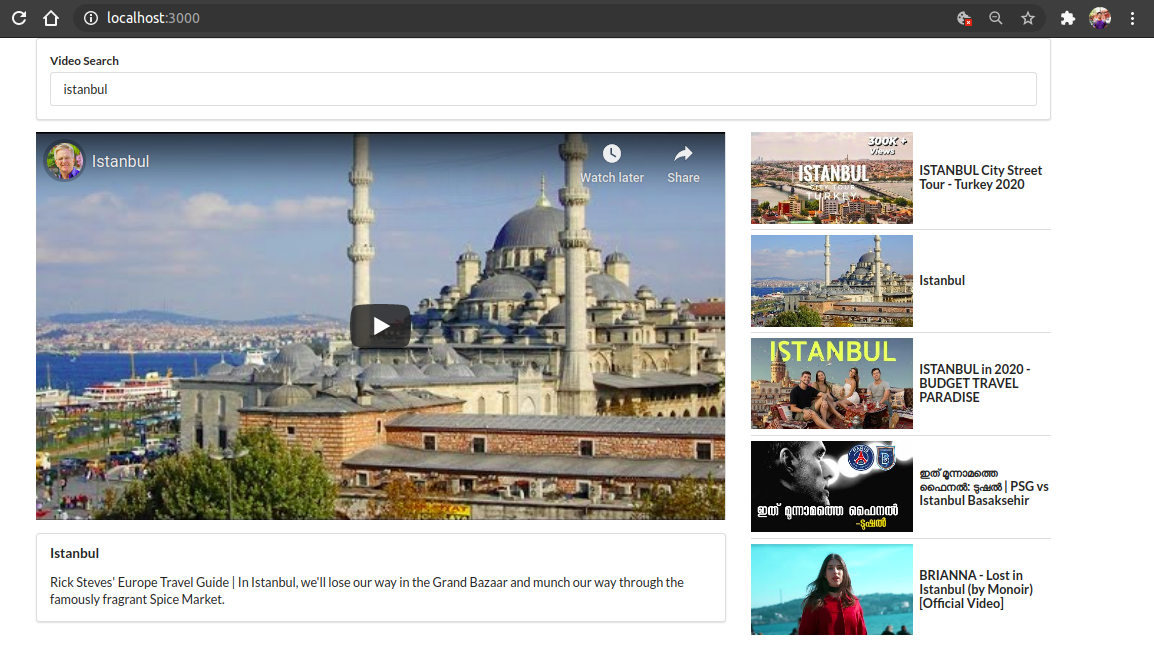 localhost:3000
Video Search
istanbul
Istanbul
Watch later
Share
Istanbul
Rick Steves' Europe Travel Guide | In Istanbul, we'll lose our way in the Grand Bazaar and munch our way through the
famously fragrant Spice Market.
300K +
Views
ISTANBUL
CITY TOUR
TURKEY
ISTANBUL City Street
Tour - Turkey 2020
Istanbul
ISTANBUL
ISTANBUL in 2020 -
BUDGET TRAVEL
PARADISE
PARIS
ഇത് മൂന്നാമത്തെ ഫൈനൽ
-ടുഷൽ
ഇത് മൂന്നാമത്തെ
ഫൈനൽ: ടുഷൽ | PSG vs
Istanbul Basaksehir
BRIANNA - Lost in
Istanbul (by Monoir)
[Official Video]